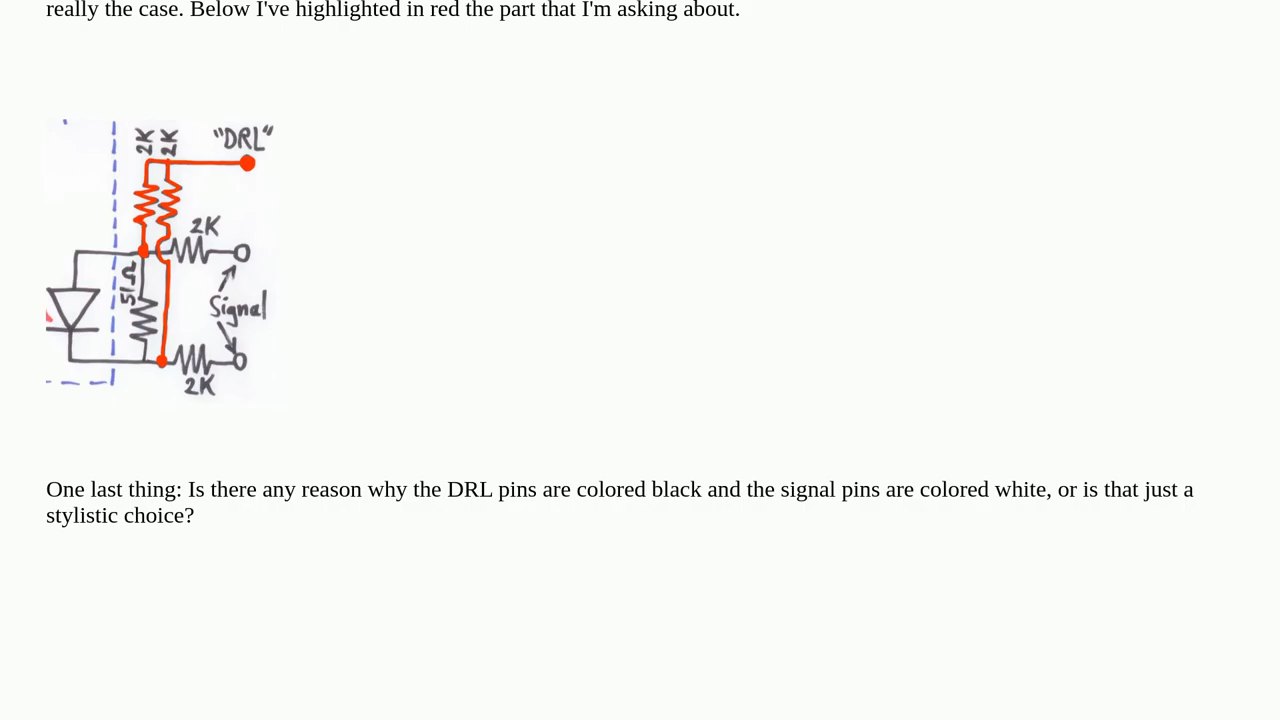 really the case. Below I've highlighted in red the part that I'm asking about.
2K 2K "DRL"
2K
51Ω
Signal
2K
One last thing: Is there any reason why the DRL pins are colored black and the signal pins are colored white, or is that just a
stylistic choice?